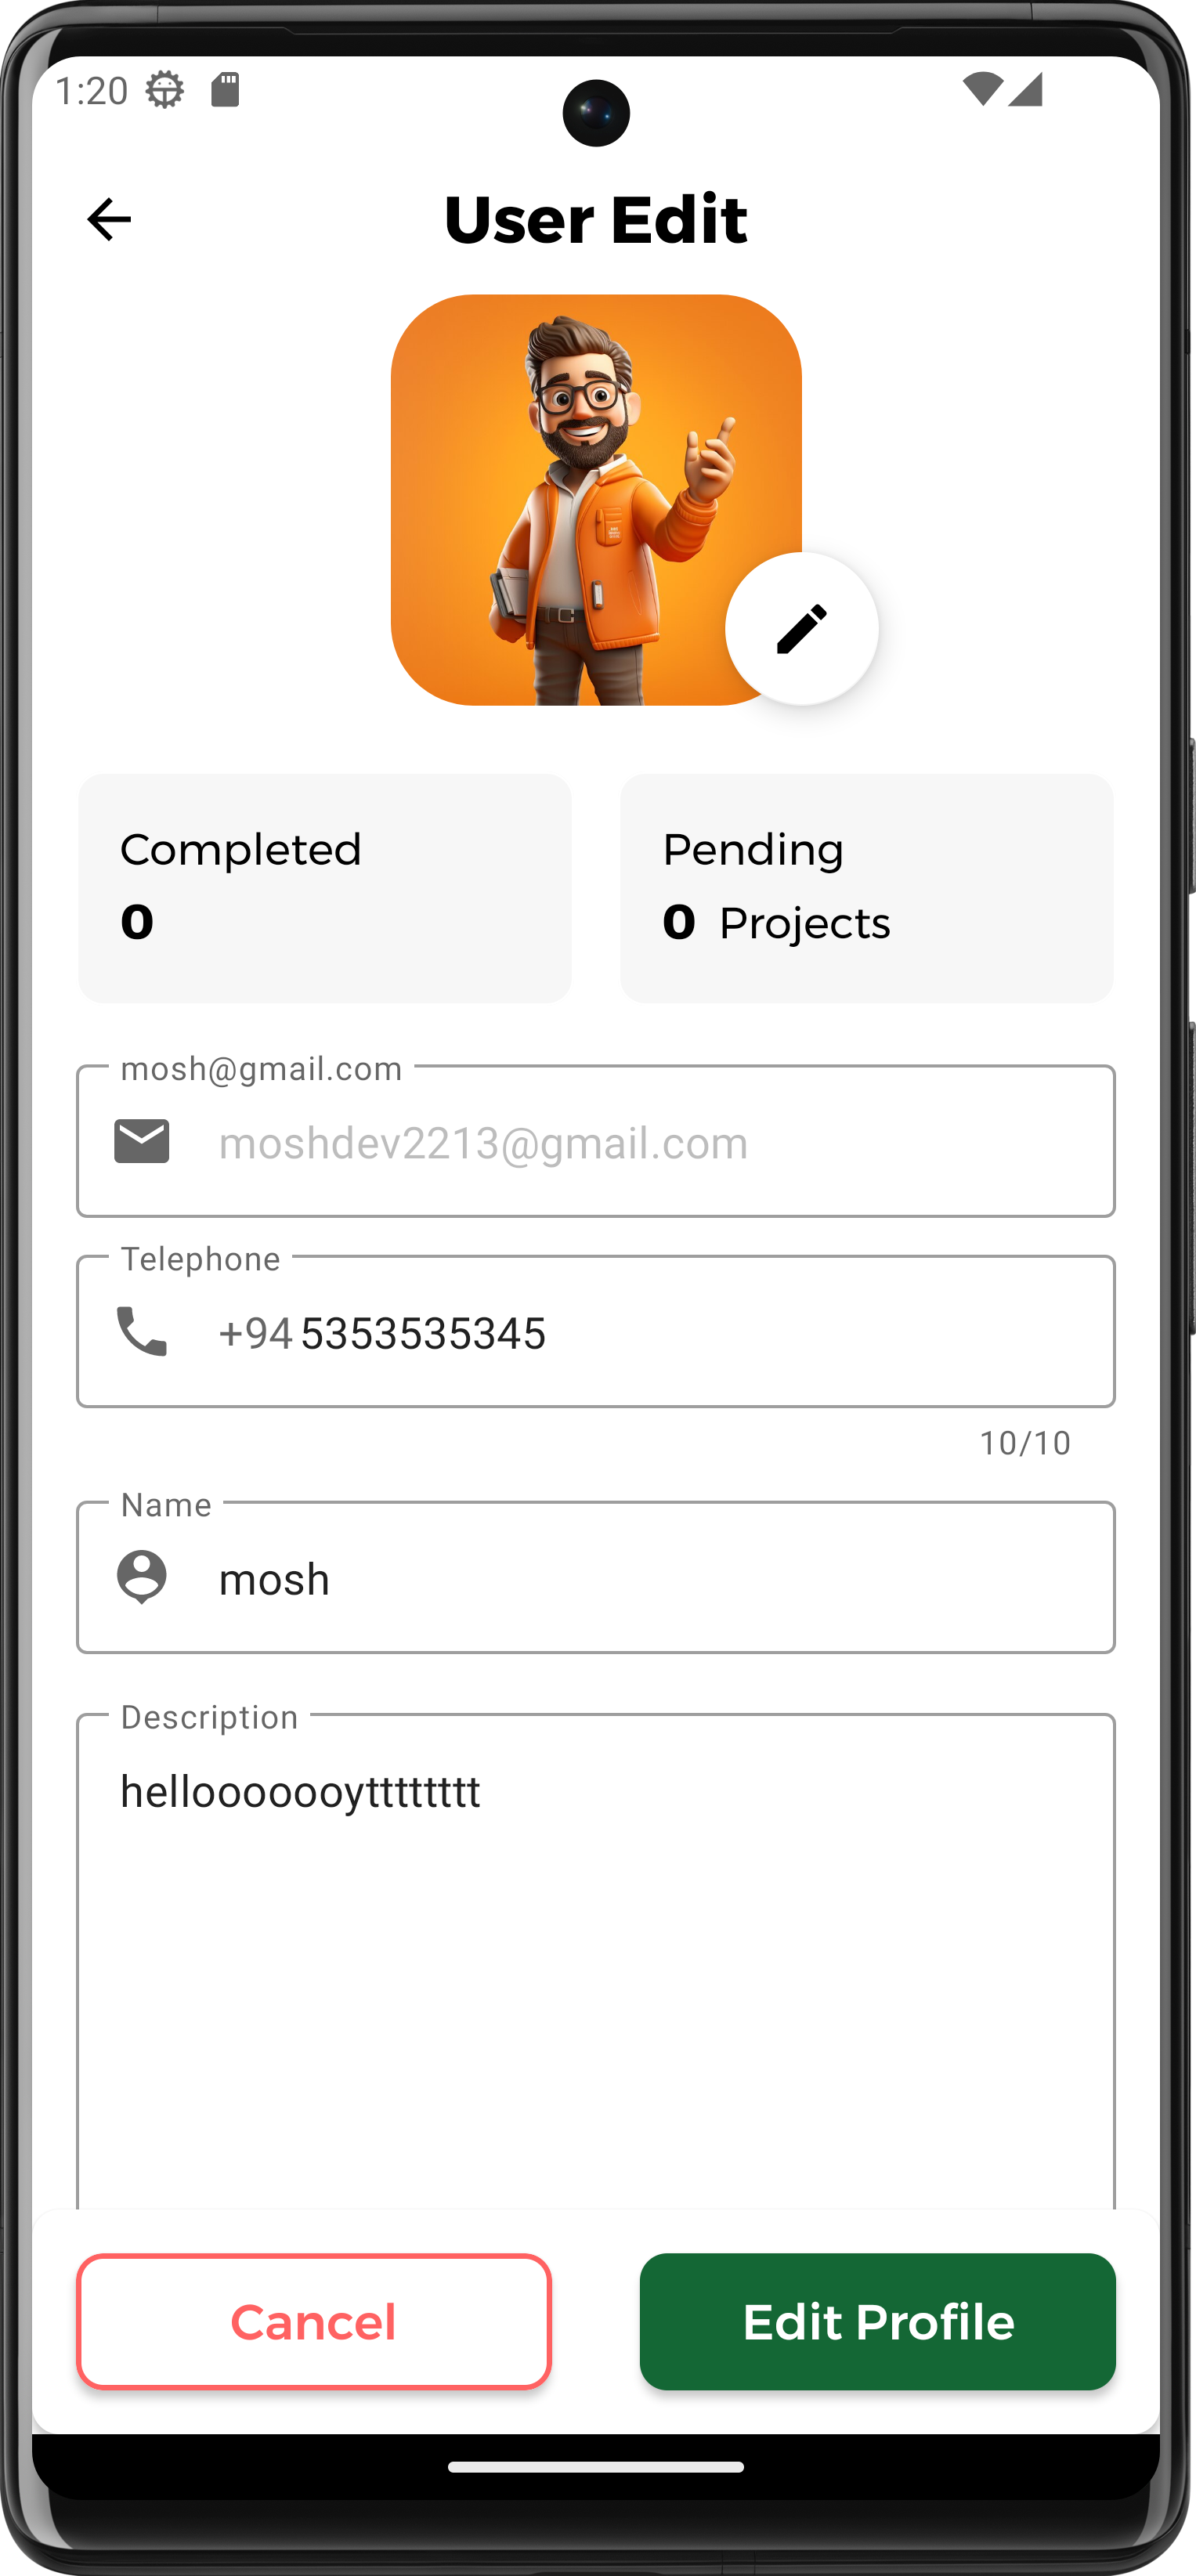 1:20
User Edit
Completed
0
Pending
0 Projects
mosh@gmail.com
moshdev2213@gmail.com
Telephone
+94 5353535345
10/10
Name
mosh
Description
hellooooooyttttttt
Cancel
Edit Profile